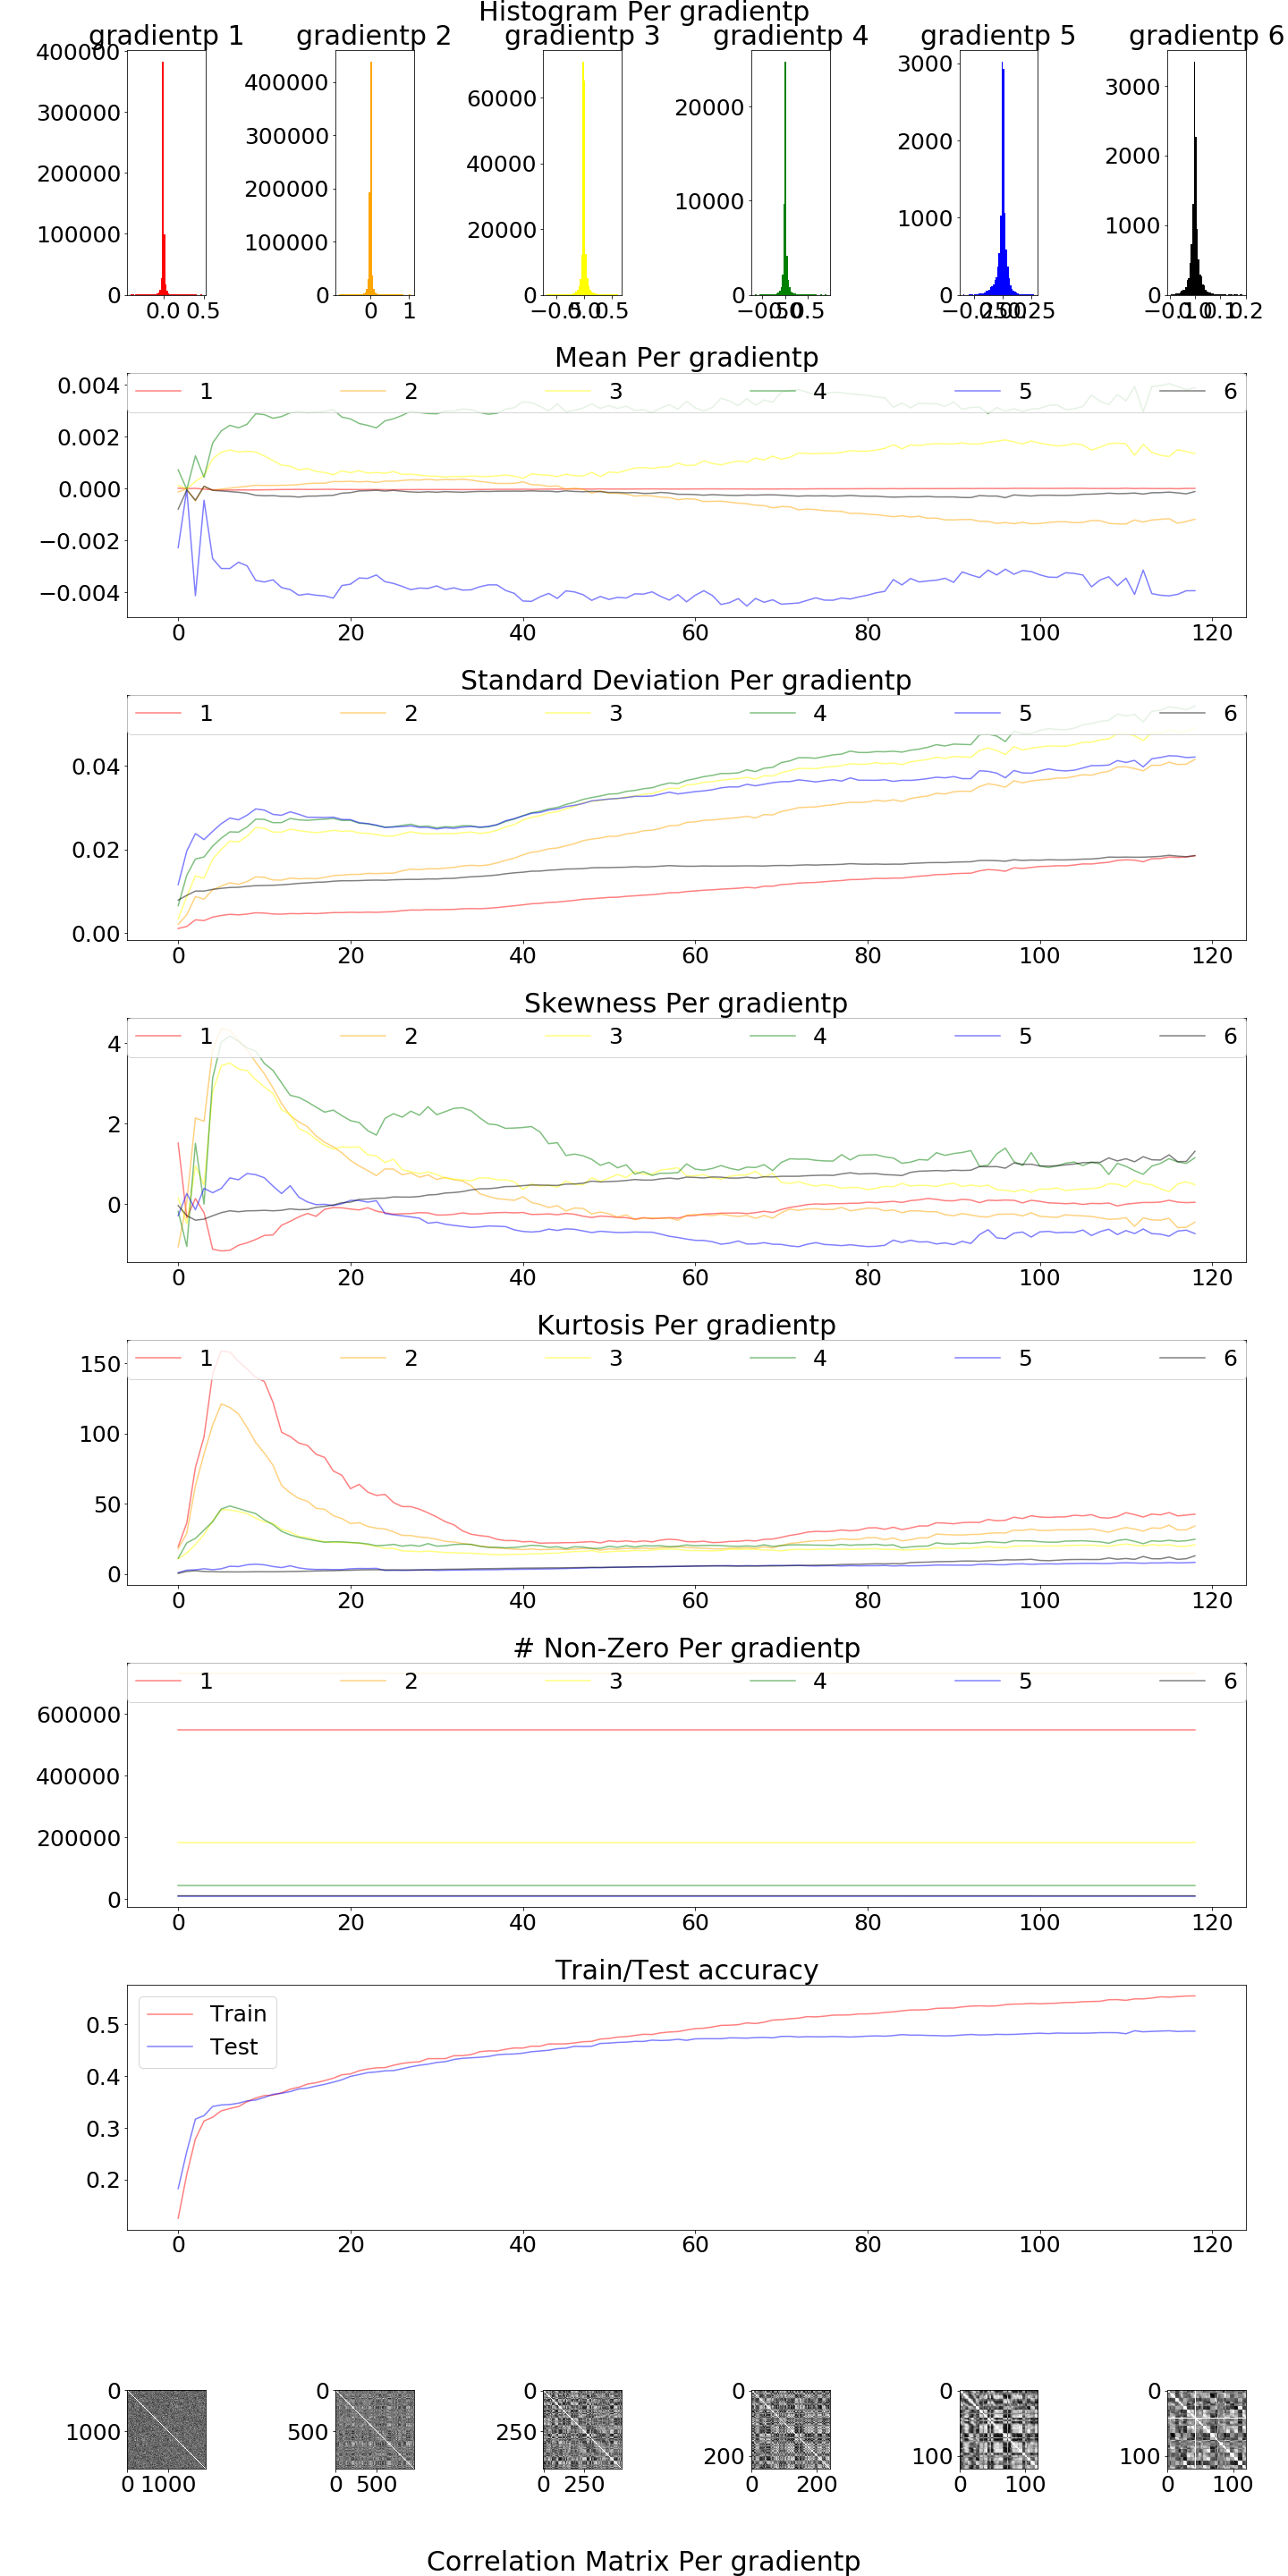 Histogram Per gradientp
gradientp 1 gradientp 2 gradientp 3 gradientp 4 gradientp 5 gradientp 6
400000 300000 200000 100000 0
0.0 0.5
400000 300000 200000 100000 0
0 1
60000 40000 20000 0
0.5
20000 10000 0
0.5
3000 2000 1000 0
0.25
3000 2000 1000 0
0.2
Mean Per gradientp
1 2 3 4 5 6
0.004
0.002
0.000
−0.002
−0.004
0 20 40 60 80 100 120
Standard Deviation Per gradientp
1 2 3 4 5 6
0.04
0.02
0.00
0 20 40 60 80 100 120
Skewness Per gradientp
1 2 3 4 5 6
4
2
0
0 20 40 60 80 100 120
Kurtosis Per gradientp
1 2 3 4 5 6
150
100
50
0
0 20 40 60 80 100 120
# Non-Zero Per gradientp
1 2 3 4 5 6
600000
400000
200000
0
0 20 40 60 80 100 120
Train/Test accuracy
Train
Test
0.5
0.4
0.3
0.2
0 20 40 60 80 100 120
0 0 0 0 0 0
1000 500 250 200 100 100
0 1000 0 500 0 250 0 200 0 100 0 100
Correlation Matrix Per gradientp